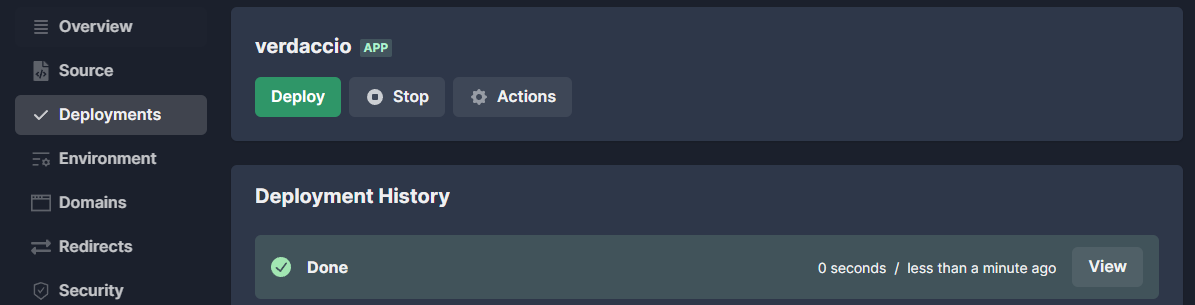 Overview
Source
Deployments
Environment
Domains
Redirects
Security
verdaccio APP
Deploy Stop Actions
Deployment History
Done 0 seconds / less than a minute ago View